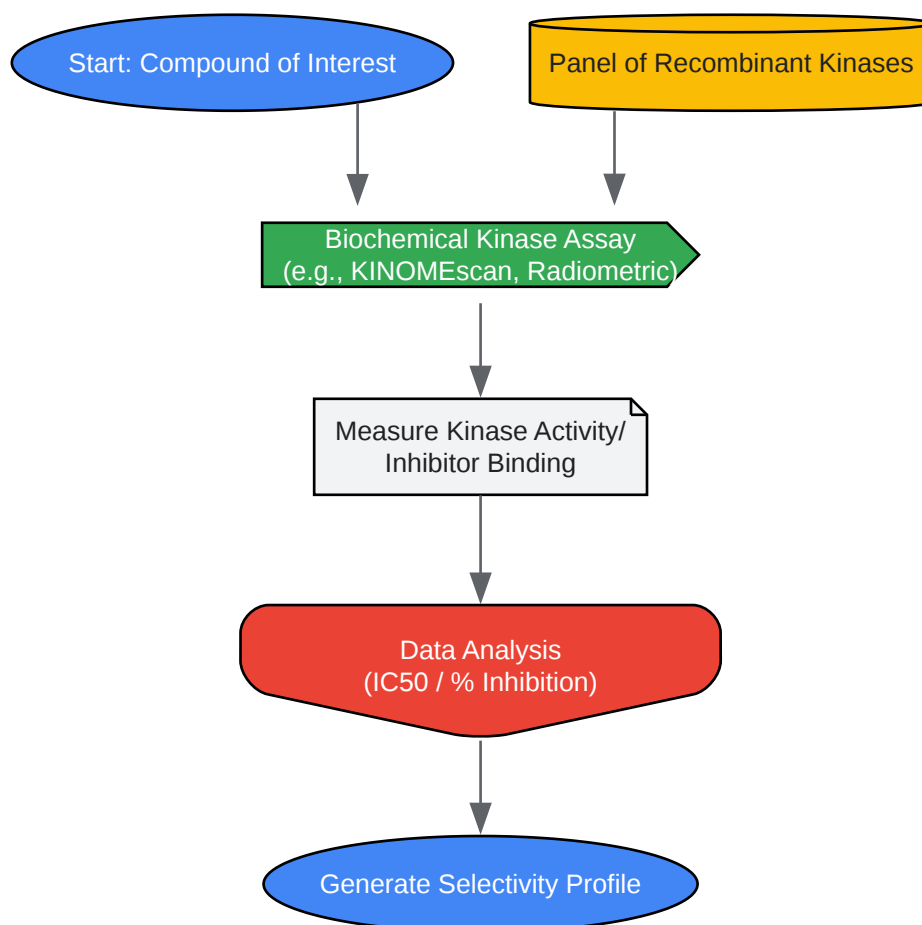 Start: Compound of Interest
Panel of Recombinant Kinases
Biochemical Kinase Assay
(e.g., KINOMEscan, Radiometric)
Measure Kinase Activity/
Inhibitor Binding
Data Analysis
(IC50 / % Inhibition)
Generate Selectivity Profile